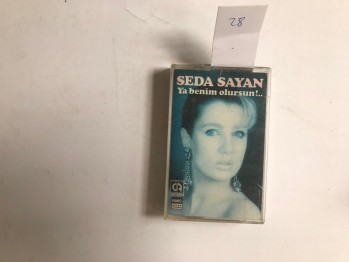 28
SEDA SAYAN
Ya benim olursun!..